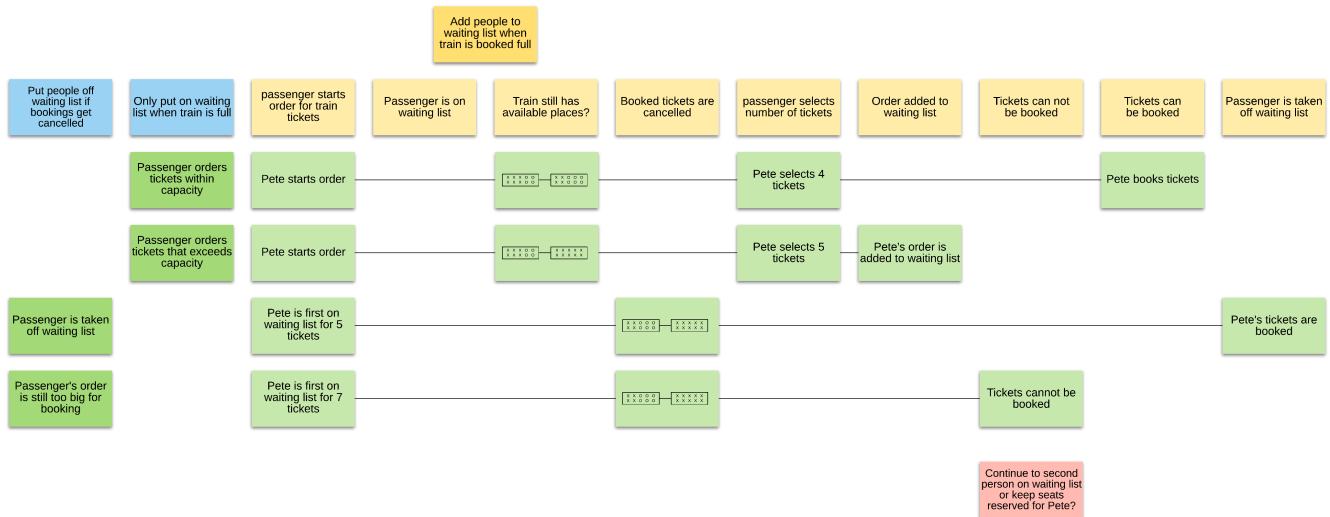 Add people to
waiting list when
train is booked full
Put people off
waiting list if
bookings get
cancelled
Only put on waiting
list when train is full
passenger starts
order for train
tickets
Passenger is on
waiting list
Train still has
available places?
Booked tickets are
cancelled
passenger selects
number of tickets
Order added to
waiting list
Tickets can not
be booked
Tickets can
be booked
Passenger is taken
off waiting list
Passenger orders
tickets within
capacity
Pete starts order
Pete selects 4
tickets
Pete books tickets
Passenger orders
tickets that exceeds
capacity
Pete starts order
Pete selects 5
tickets
Pete's order is
added to waiting list
Passenger is taken
off waiting list
Pete is first on
waiting list for 5
tickets
Pete's tickets are
booked
Passenger's order
is still too big for
booking
Pete is first on
waiting list for 7
tickets
Tickets cannot be
booked
Continue to second
person on waiting list
or keep seats
reserved for Pete?